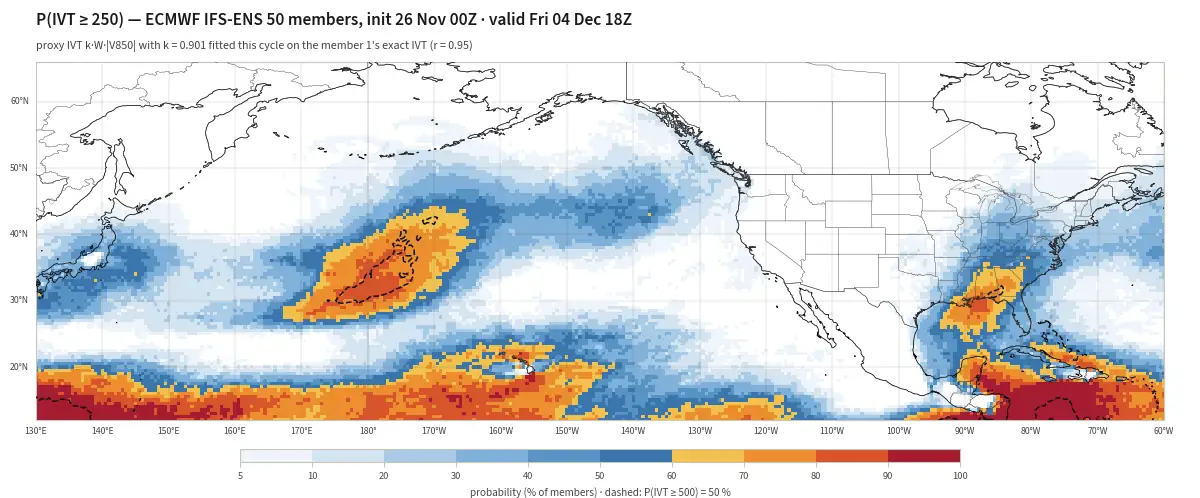 P(IVT ≥ 250) — ECMWF IFS-ENS 50 members, init 26 Nov 00Z · valid Fri 04 Dec 18Z
proxy IVT k·W·|V850| with k = 0.901 fitted this cycle on the member 1's exact IVT (r = 0.95)
60°N
50°N
40°N
30°N
20°N
130°E 140°E 150°E 160°E 180° 170°W 160°W 150°W 140°W 130°W 120°W 110°W 100°W 90°W 80°W 70°W 60°W
5 10 20 30 40 50 60 70 80 90 100
probability (% of members) · dashed: P(IVT ≥ 500) = 50 %